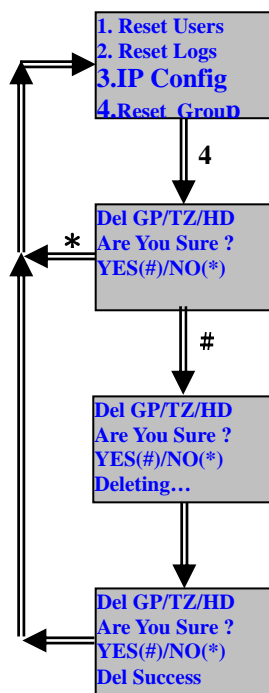 1. Reset Users
2. Reset Logs
3.IP Config
4.Reset Group
4
Del GP/TZ/HD
Are You Sure ?
YES(#)/NO(*)
*
#
Del GP/TZ/HD
Are You Sure ?
YES(#)/NO(*)
Deleting…
Del GP/TZ/HD
Are You Sure ?
YES(#)/NO(*)
Del Success